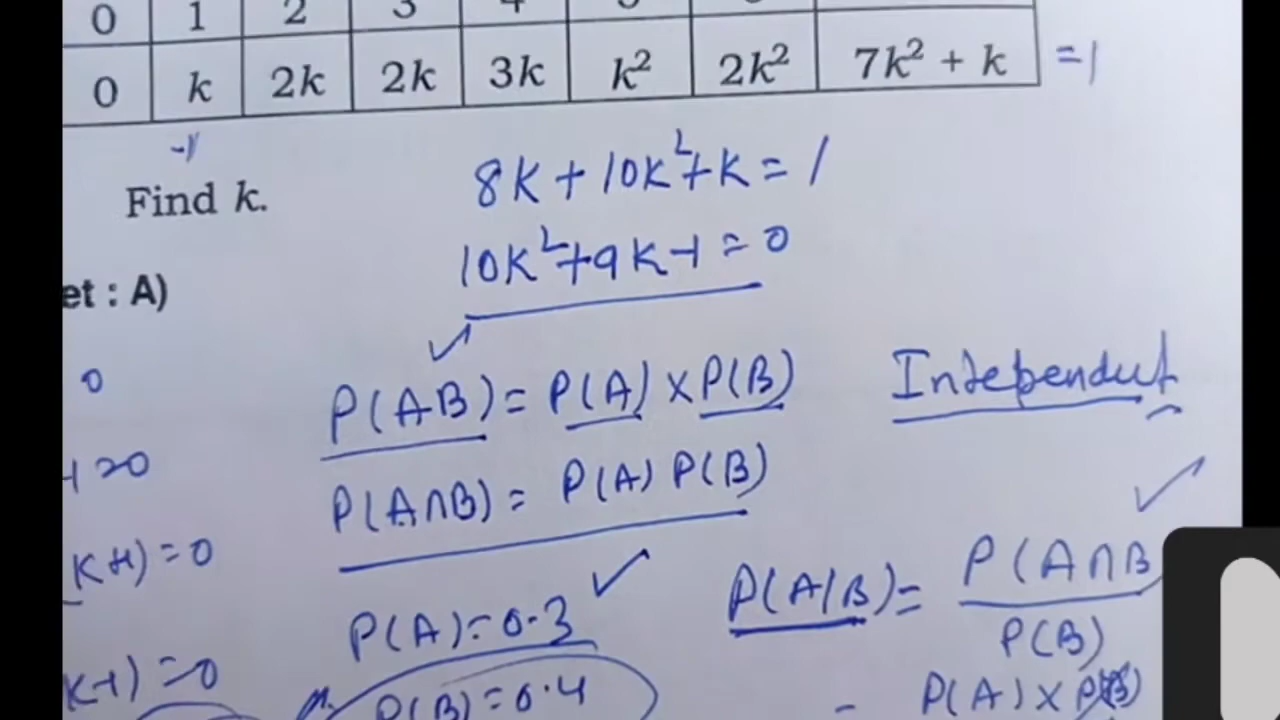 0 1 2 3 4
0 k 2k 2k 3k k² 2k² 7k² + k =1
Find k.
8K + 10K² + K = 1
10K² + 9K - 1 = 0
et : A)
0
P(AB) = P(A) × P(B) Independent
P(A∩B) = P(A) P(B)
K+1) = 0
P(A/B) = P(A∩B
P(B)
P(A) = 0.3
K+1) = 0
P(B) = 0.4
P(A) × P(B)